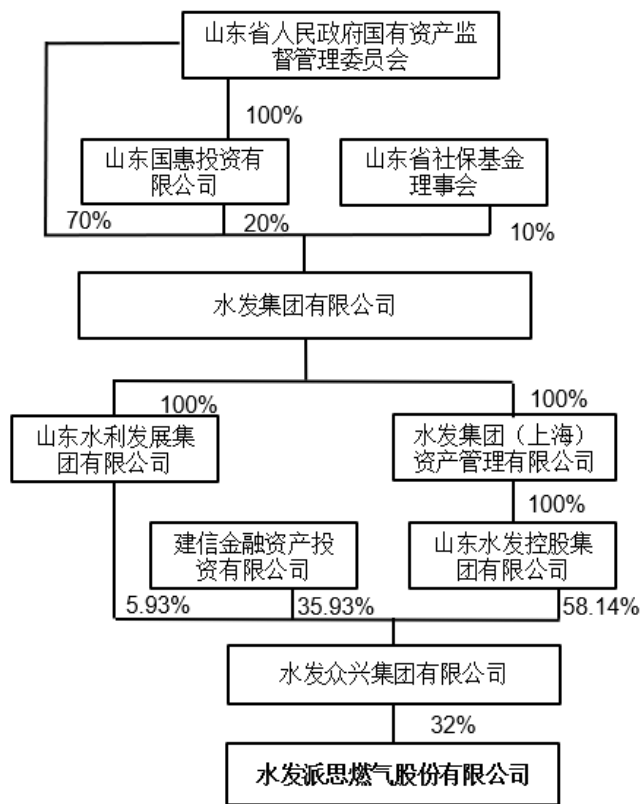 山东省人民政府国有资产监
督管理委员会
100%
山东国惠投资有
限公司
山东省社保基金
理事会
70%
20%
10%
水发集团有限公司
100%
100%
山东水利发展集
团有限公司
水发集团（上海）
资产管理有限公司
100%
建信金融资产投
资有限公司
山东水发控股集
团有限公司
5.93%
35.93%
58.14%
水发众兴集团有限公司
32%
水发派思燃气股份有限公司